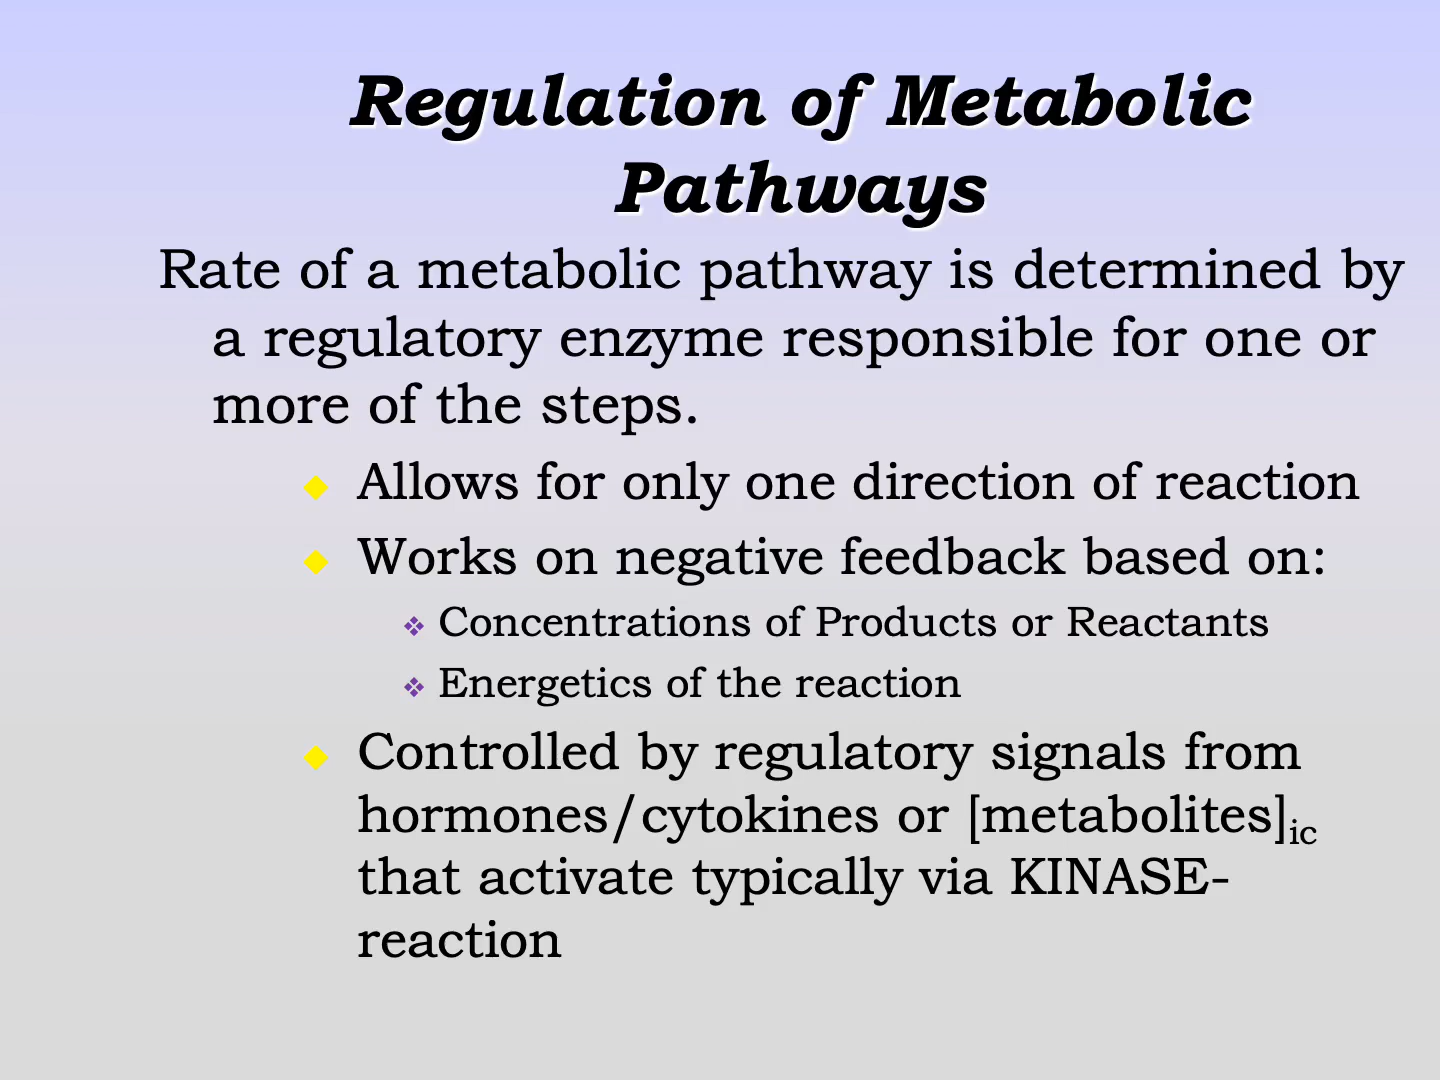 Regulation of Metabolic
Pathways
Rate of a metabolic pathway is determined by
a regulatory enzyme responsible for one or
more of the steps.
Allows for only one direction of reaction
Works on negative feedback based on:
Concentrations of Products or Reactants
Energetics of the reaction
Controlled by regulatory signals from
hormones/cytokines or [metabolites]ic
that activate typically via KINASE-
reaction